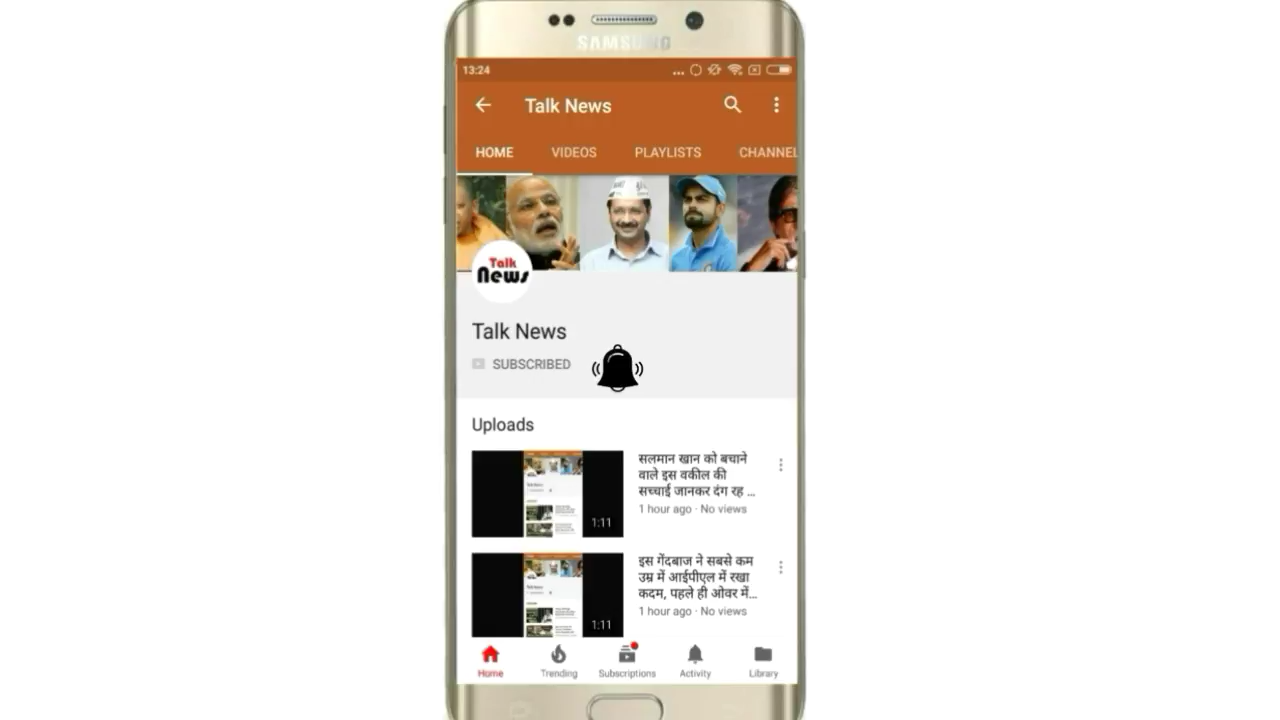 SAMSUNG
13:24
Talk News
HOME VIDEOS PLAYLISTS CHANNEL
Talk
News
Talk News
SUBSCRIBED
Uploads
सलमान खान को बचाने
वाले इस वकील की
सच्चाई जानकर दंग रह ...
1 hour ago · No views
1:11
इस गेंदबाज ने सबसे कम
उम्र में आईपीएल में रखा
कदम, पहले ही ओवर में...
1 hour ago · No views
1:11
Home Trending Subscriptions Activity Library